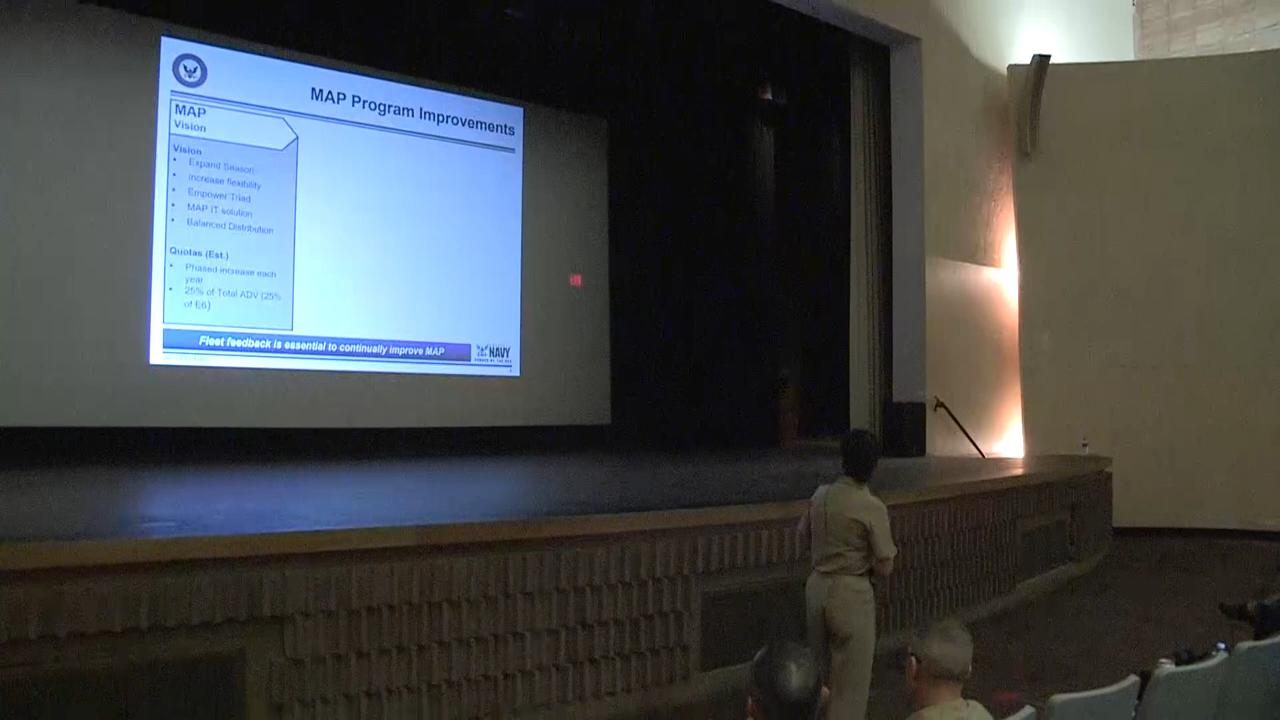 MAP Program Improvements
MAP
Vision
Vision
• Expand Season
• Increase flexibility
• Empower Triad
• MAP IT solution
• Balanced Distribution
Quotas (Est.)
• Phased increase each
year
• 25% of Total ADV (25%
of E6)
Fleet feedback is essential to continually improve MAP
NAVY